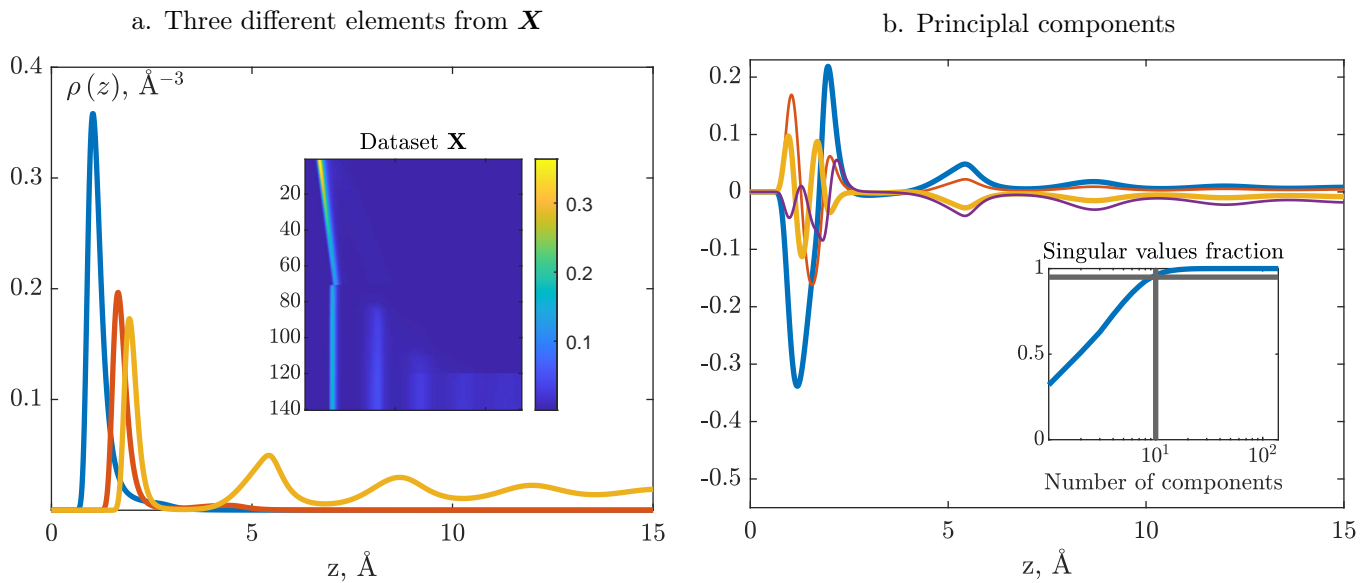 a. Three different elements from X
0.4
0.3
0.2
0.1
ρ (z), Å⁻³
Dataset X
20
40
60
80
100
120
140
0.3
0.2
0.1
0 5 10 15
z, Å
b. Principlal components
0.2
0.1
0
-0.1
-0.2
-0.3
-0.4
-0.5
Singular values fraction
1
0.5
0
10¹ 10²
Number of components
0 5 10 15
z, Å